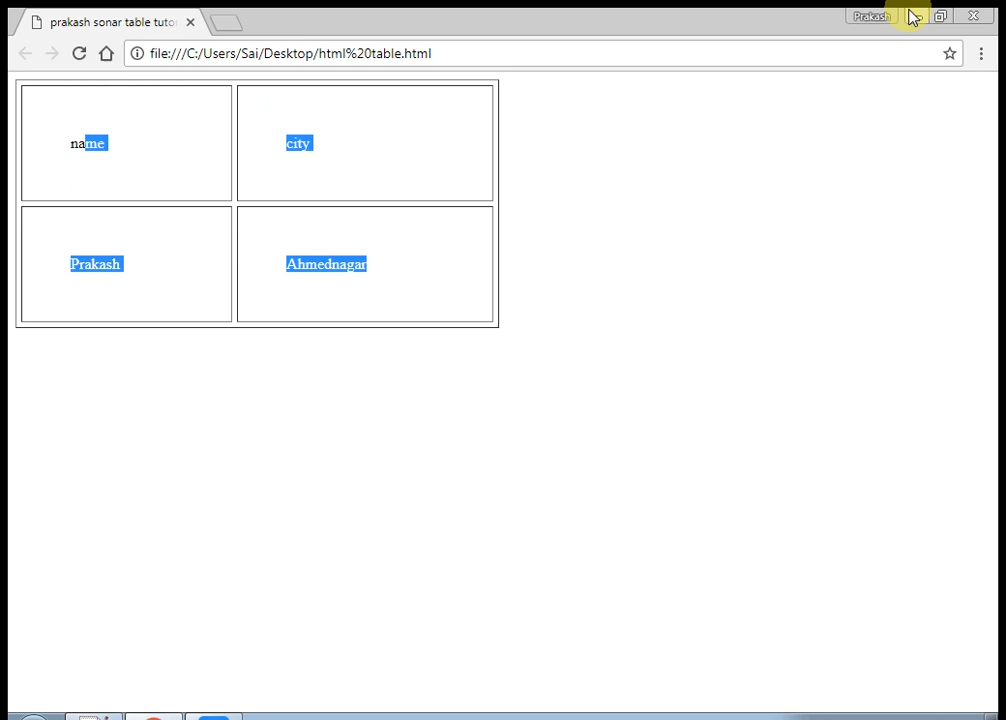 prakash sonar table tuto
Prakash
file:///C:/Users/Sai/Desktop/html%20table.html
name city
Prakash Ahmednagar